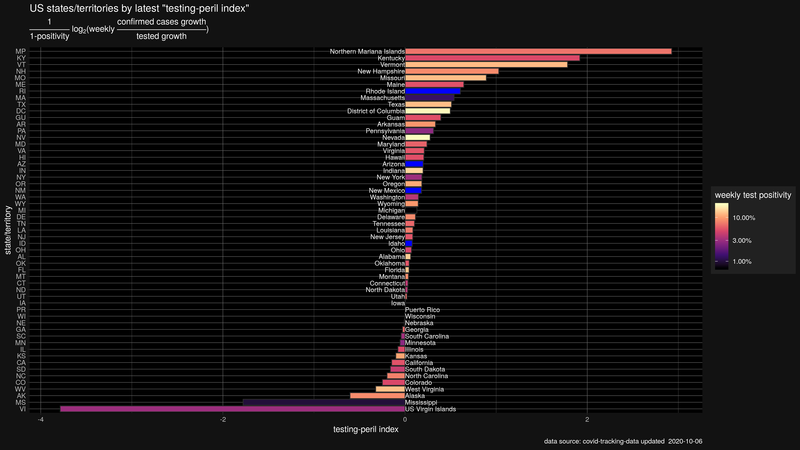 US states/territories by latest "testing-peril index"
1
1-positivity
log2(weekly
confirmed cases growth
tested growth
)
MP Northern Mariana Islands
KY Kentucky
VT Vermont
NH New Hampshire
MO Missouri
ME Maine
RI Rhode Island
MA Massachusetts
TX Texas
DC District of Columbia
GU Guam
AR Arkansas
PA Pennsylvania
NV Nevada
MD Maryland
VA Virginia
HI Hawaii
AZ Arizona
IN Indiana
NY New York
OR Oregon
NM New Mexico
WA Washington
WY Wyoming
MI Michigan
DE Delaware
TN Tennessee
LA Louisiana
NJ New Jersey
ID Idaho
OH Ohio
AL Alabama
OK Oklahoma
FL Florida
MT Montana
CT Connecticut
ND North Dakota
UT Utah
IA Iowa
PR Puerto Rico
WI Wisconsin
NE Nebraska
GA Georgia
SC South Carolina
MN Minnesota
IL Illinois
KS Kansas
CA California
SD South Dakota
NC North Carolina
CO Colorado
WV West Virginia
AK Alaska
MS Mississippi
VI US Virgin Islands
state/territory
-4 -2 0 2
testing-peril index
weekly test positivity
10.00%
3.00%
1.00%
data source: covid-tracking-data updated 2020-10-06